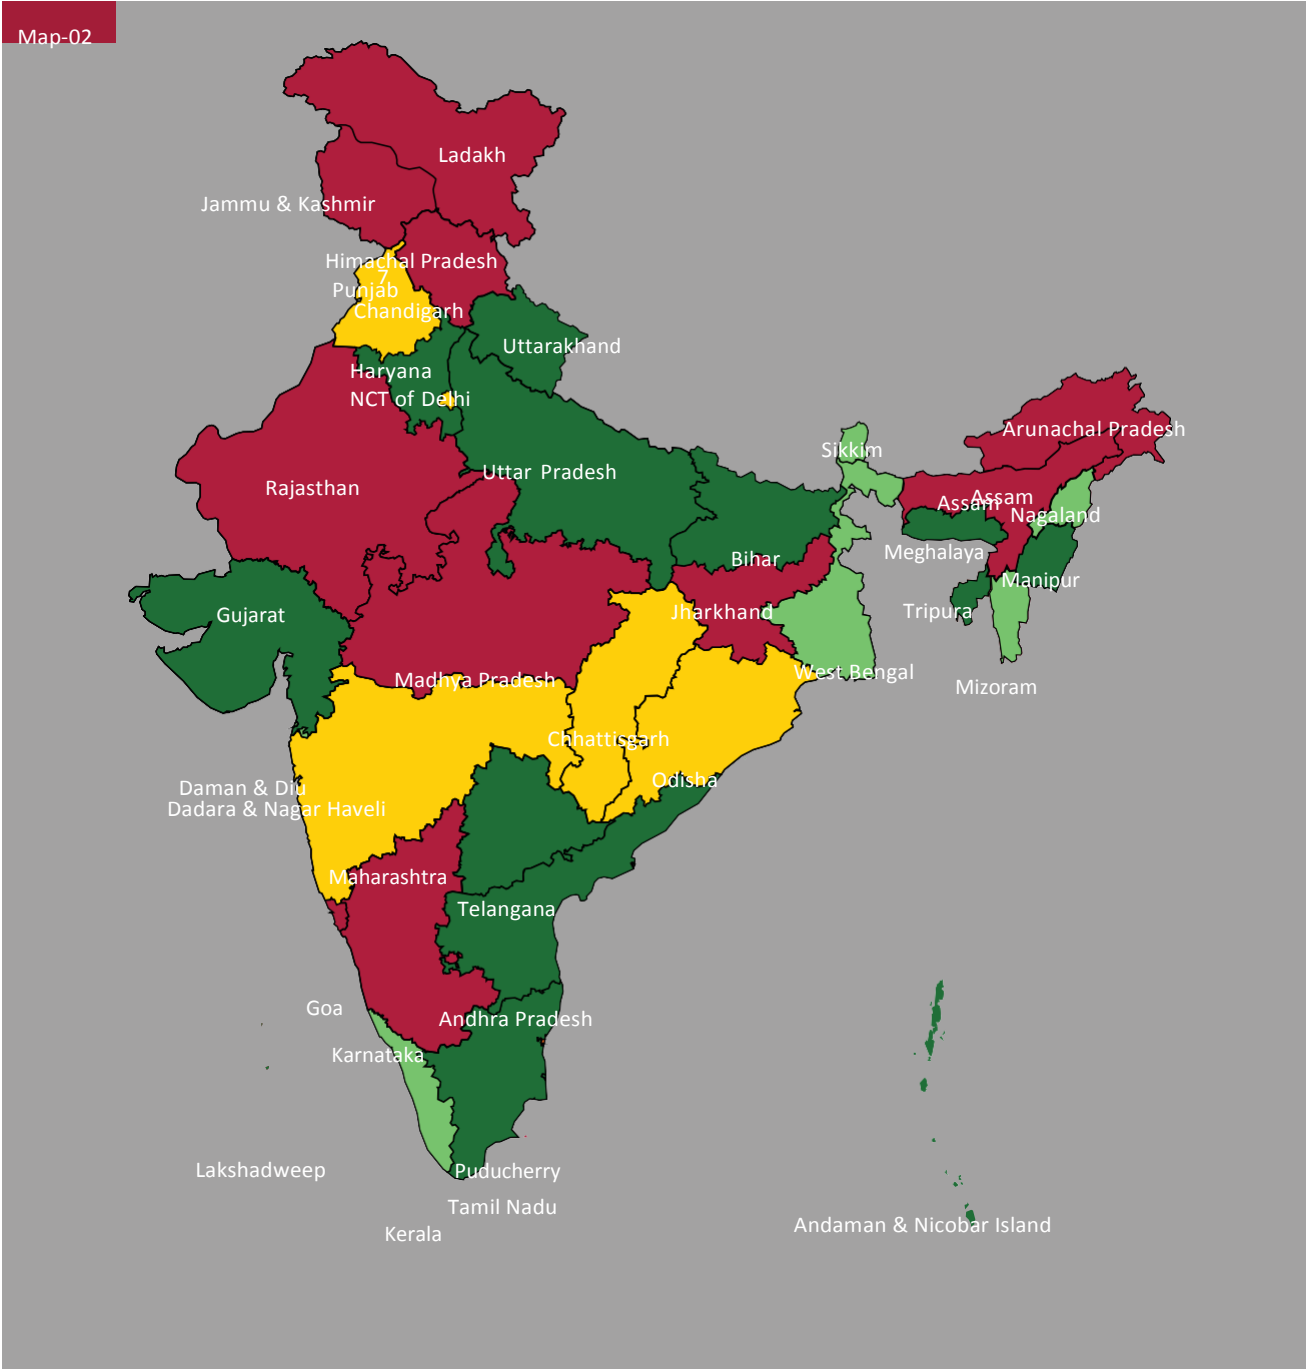 Map-02
Ladakh
Jammu & Kashmir
Himachal Pradesh
7
Punjab
Chandigarh
Uttarakhand
Haryana
NCT of Delhi
Arunachal Pradesh
Sikkim
Uttar Pradesh
Rajasthan
Assam
Assam
Nagaland
Meghalaya
Bihar
Manipur
Gujarat
Jharkhand
Tripura
West Bengal
Madhya Pradesh
Mizoram
Chhattisgarh
Odisha
Daman & Diu
Dadara & Nagar Haveli
Maharashtra
Telangana
Goa
Andhra Pradesh
Karnataka
Lakshadweep
Puducherry
Tamil Nadu
Andaman & Nicobar Island
Kerala